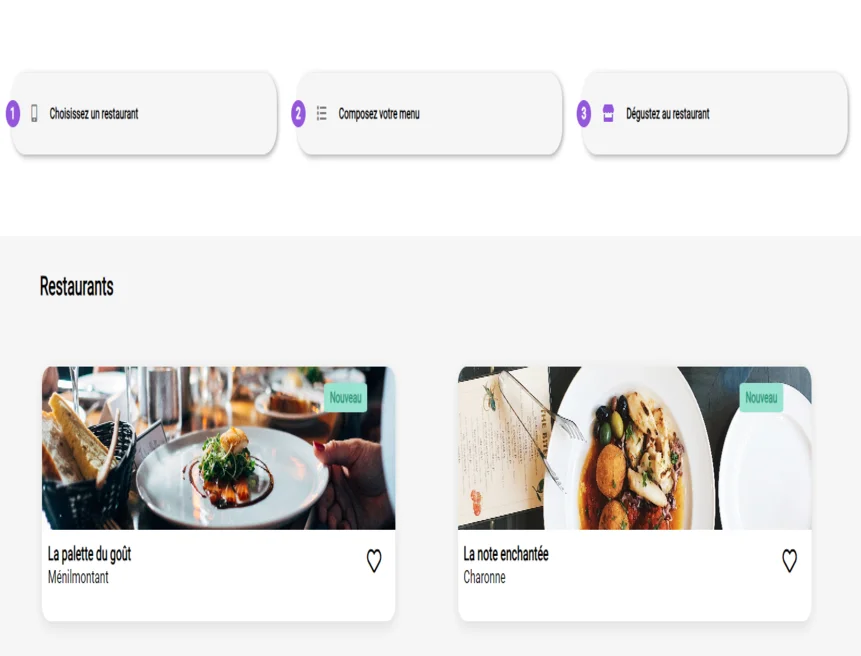 1 Choisissez un restaurant
2 Composez votre menu
3 Dégustez au restaurant
Restaurants
Nouveau
Nouveau
La palette du goût
Ménilmontant
La note enchantée
Charonne